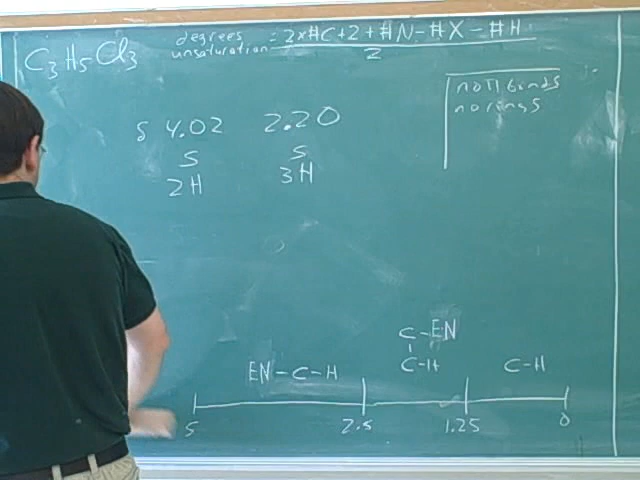 C3H5Cl3
degrees unsaturation = 2x#C+2+#N-#X-#H
2
no π bonds
no rings
δ 4.02 2.20
s s
2H 3H
C-EN
EN-C-H C-H C-H
5 2.5 1.25 0